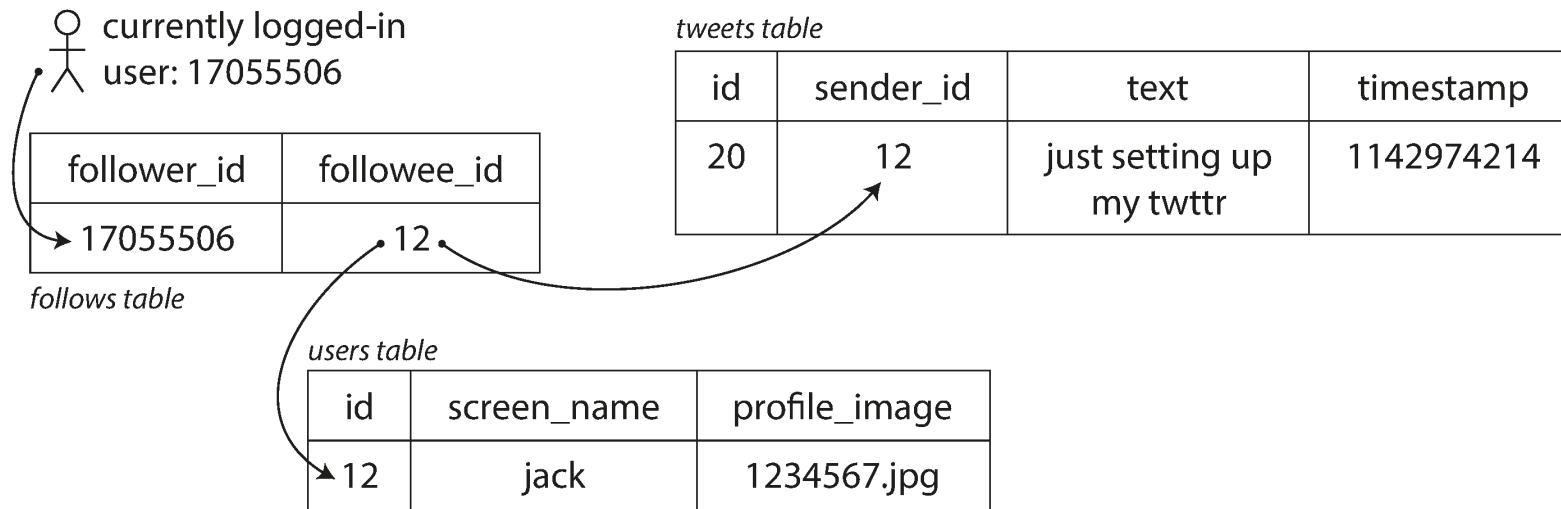 currently logged-in
user: 17055506
follower_id followee_id
17055506 12
follows table
tweets table
id sender_id text timestamp
20 12 just setting up 1142974214
my twttr
users table
id screen_name profile_image
12 jack 1234567.jpg